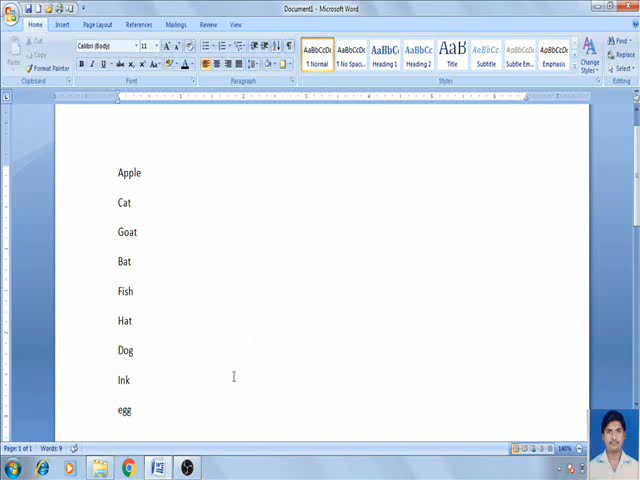 Document1 - Microsoft Word
Home Insert Page Layout References Mailings Review View
Cut
Copy
Format Painter
Paste
Clipboard
Calibri (Body) 11
Font
Paragraph
AaBbCcDc AaBbCcDc AaBbC AaBbCc AaB AaBbCc. AaBbCcDc AaBbCcDc
¶ Normal ¶ No Spaci... Heading 1 Heading 2 Title Subtitle Subtle Em... Emphasis
Styles
Change Styles
Find
Replace
Select
Editing
Apple
Cat
Goat
Bat
Fish
Hat
Dog
Ink
egg
Page: 1 of 1 Words: 9 140%